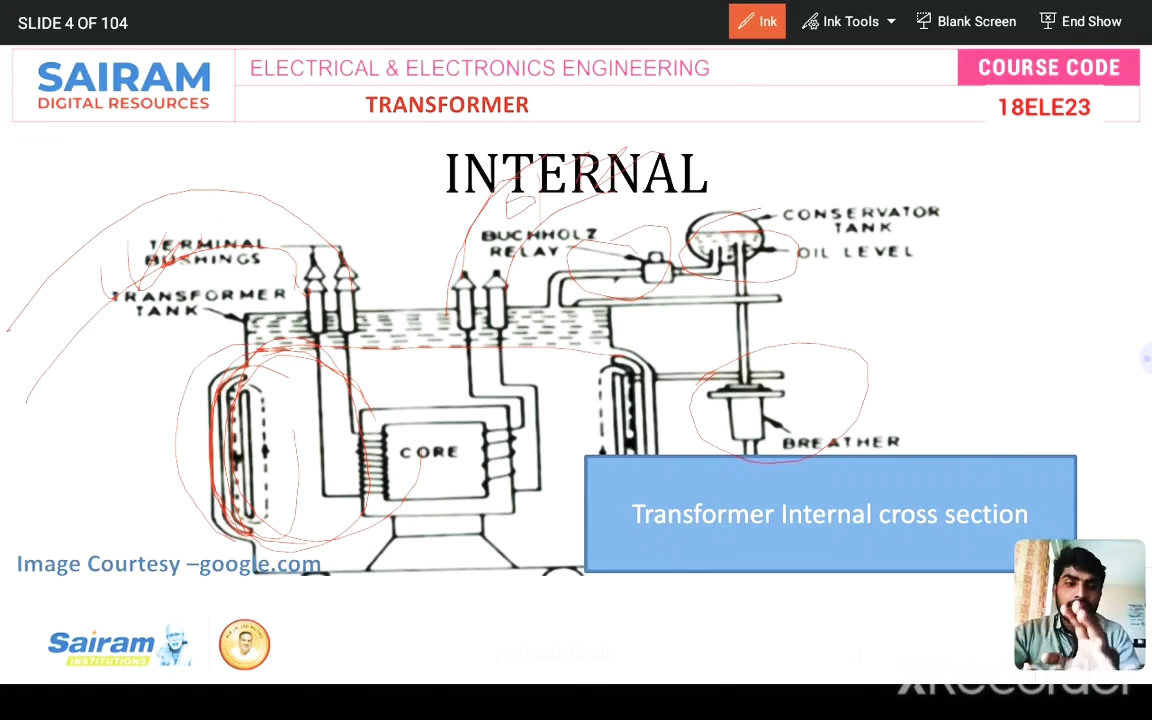 SLIDE 4 OF 104
Ink
Ink Tools
Blank Screen
End Show
SAIRAM
DIGITAL RESOURCES
ELECTRICAL & ELECTRONICS ENGINEERING
TRANSFORMER
COURSE CODE
18ELE23
INTERNAL
TERMINAL
BUSHINGS
TRANSFORMER
TANK
BUCHHOLZ
RELAY
CONSERVATOR
TANK
OIL LEVEL
CORE
BREATHER
Transformer Internal cross section
Image Courtesy –google.com
Sairam
INSTITUTIONS
XRecorder